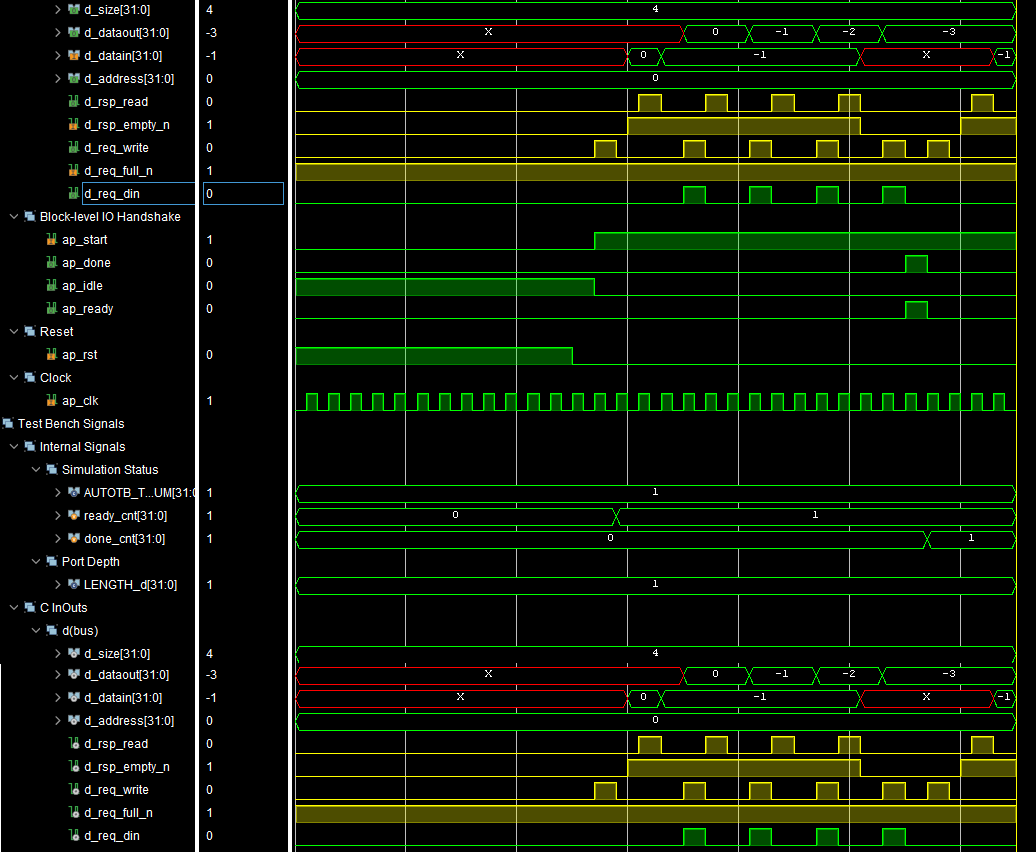 d_size[31:0] 4 4
d_dataout[31:0] -3 X 0 -1 -2 -3
d_datain[31:0] -1 X 0 -1 X -1
d_address[31:0] 0 0
d_rsp_read 0
d_rsp_empty_n 1
d_req_write 0
d_req_full_n 1
d_req_din 0
Block-level IO Handshake
ap_start 1
ap_done 0
ap_idle 0
ap_ready 0
Reset
ap_rst 0
Clock
ap_clk 1
Test Bench Signals
Internal Signals
Simulation Status
AUTOTB_T...UM[31:0 1 1
ready_cnt[31:0] 1 0 1
done_cnt[31:0] 1 0 1
Port Depth
LENGTH_d[31:0] 1 1
C InOuts
d(bus)
d_size[31:0] 4 4
d_dataout[31:0] -3 X 0 -1 -2 -3
d_datain[31:0] -1 X 0 -1 X -1
d_address[31:0] 0 0
d_rsp_read 0
d_rsp_empty_n 1
d_req_write 0
d_req_full_n 1
d_req_din 0